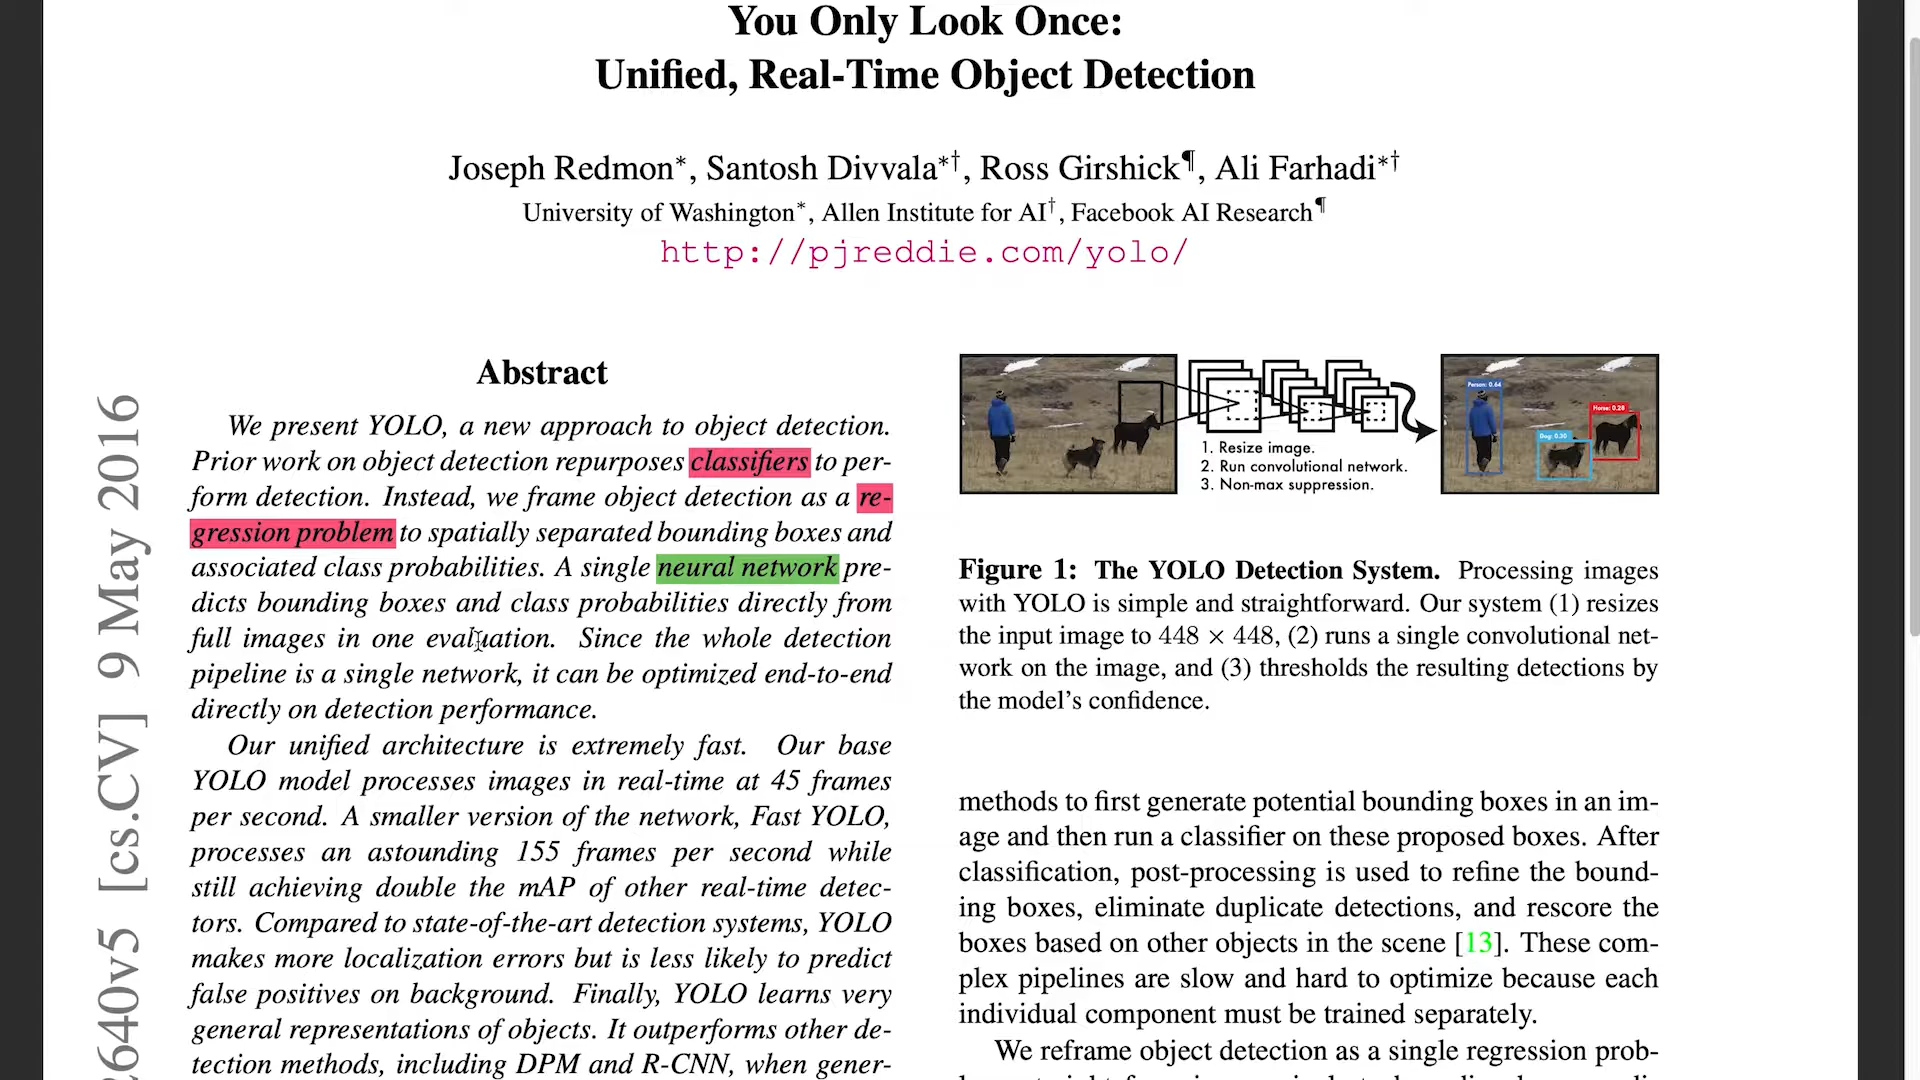 You Only Look Once:
Unified, Real-Time Object Detection
Joseph Redmon*, Santosh Divvala*†, Ross Girshick¶, Ali Farhadi*†
University of Washington*, Allen Institute for AI†, Facebook AI Research¶
http://pjreddie.com/yolo/
2640v5 [cs.CV] 9 May 2016
Abstract
We present YOLO, a new approach to object detection.
Prior work on object detection repurposes classifiers to per-
form detection. Instead, we frame object detection as a re-
gression problem to spatially separated bounding boxes and
associated class probabilities. A single neural network pre-
dicts bounding boxes and class probabilities directly from
full images in one evaluation. Since the whole detection
pipeline is a single network, it can be optimized end-to-end
directly on detection performance.
Our unified architecture is extremely fast. Our base
YOLO model processes images in real-time at 45 frames
per second. A smaller version of the network, Fast YOLO,
processes an astounding 155 frames per second while
still achieving double the mAP of other real-time detec-
tors. Compared to state-of-the-art detection systems, YOLO
makes more localization errors but is less likely to predict
false positives on background. Finally, YOLO learns very
general representations of objects. It outperforms other de-
tection methods, including DPM and R-CNN, when gener-
1. Resize image.
2. Run convolutional network.
3. Non-max suppression.
Person: 0.64
Horse: 0.28
Dog: 0.30
Figure 1: The YOLO Detection System. Processing images
with YOLO is simple and straightforward. Our system (1) resizes
the input image to 448 × 448, (2) runs a single convolutional net-
work on the image, and (3) thresholds the resulting detections by
the model's confidence.
methods to first generate potential bounding boxes in an im-
age and then run a classifier on these proposed boxes. After
classification, post-processing is used to refine the bound-
ing boxes, eliminate duplicate detections, and rescore the
boxes based on other objects in the scene [13]. These com-
plex pipelines are slow and hard to optimize because each
individual component must be trained separately.
We reframe object detection as a single regression prob-